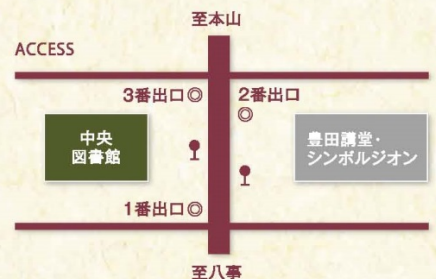 至本山
ACCESS
3番出口◎
2番出口
◎
中央
図書館
豊田講堂・
シンポルジオン
1番出口◎
至八事